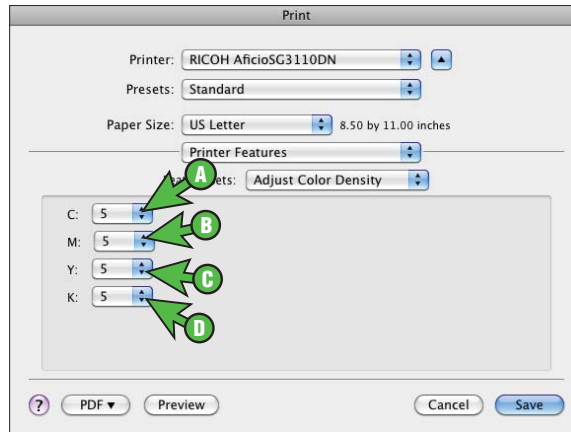 Print
Printer: RICOH AficioSG3110DN
Presets: Standard
Paper Size: US Letter 8.50 by 11.00 inches
Printer Features
A
ets: Adjust Color Density
C: 5
B
M: 5
Y: 5
C
K: 5
D
? PDF▼ Preview Cancel Save